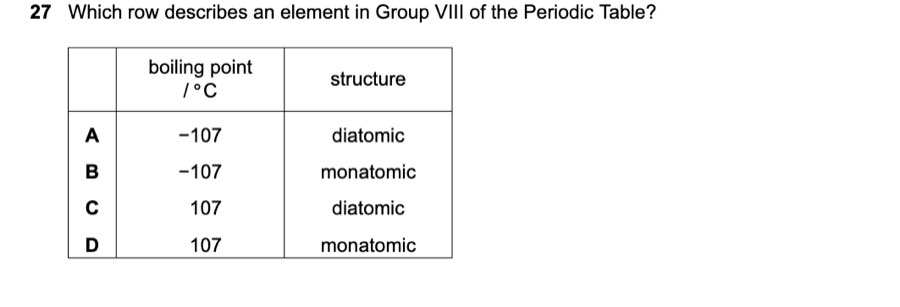 27 Which row describes an element in Group VIII of the Periodic Table?
boiling point
/ °C
structure
A −107 diatomic
B −107 monatomic
C 107 diatomic
D 107 monatomic